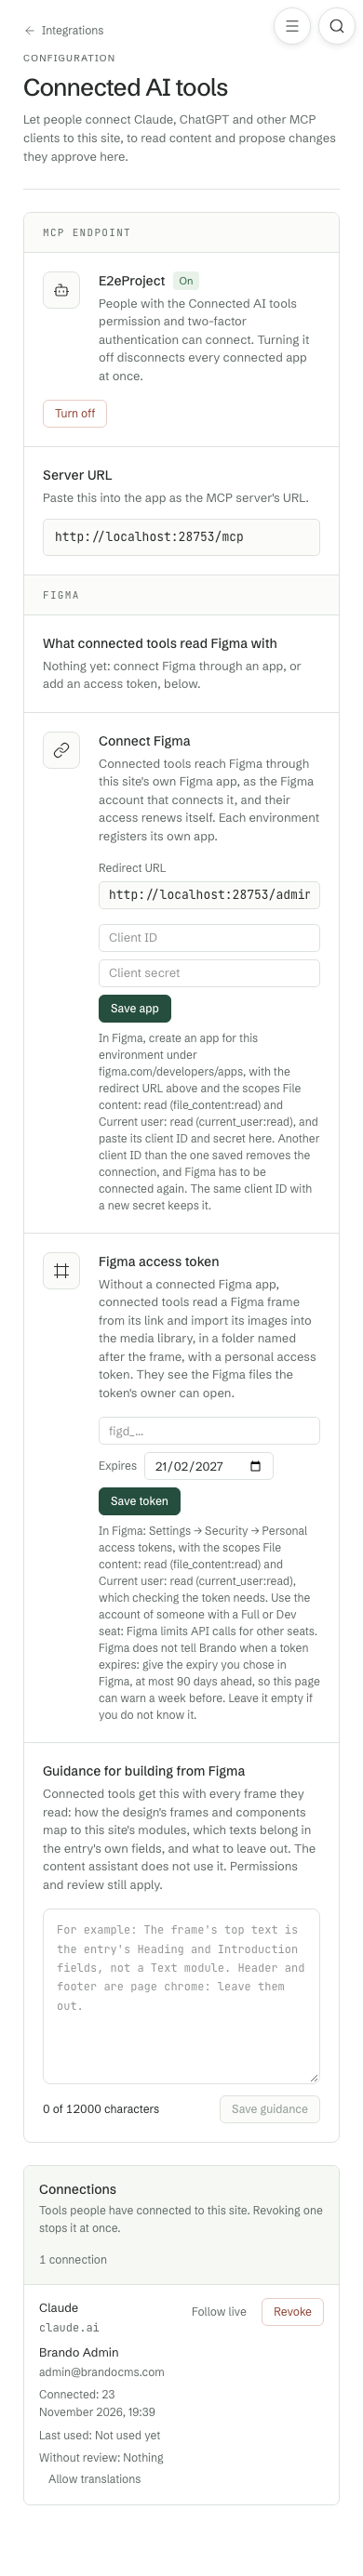 ← Integrations
CONFIGURATION
Connected AI tools
Let people connect Claude, ChatGPT and other MCP
clients to this site, to read content and propose changes
they approve here.
MCP ENDPOINT
E2eProject On
People with the Connected AI tools
permission and two-factor
authentication can connect. Turning it
off disconnects every connected app
at once.
Turn off
Server URL
Paste this into the app as the MCP server's URL.
http://localhost:28753/mcp
FIGMA
What connected tools read Figma with
Nothing yet: connect Figma through an app, or
add an access token, below.
Connect Figma
Connected tools reach Figma through
this site's own Figma app, as the Figma
account that connects it, and their
access renews itself. Each environment
registers its own app.
Redirect URL
http://localhost:28753/admin
Client ID
Client secret
Save app
In Figma, create an app for this
environment under
figma.com/developers/apps, with the
redirect URL above and the scopes File
content: read (file_content:read) and
Current user: read (current_user:read), and
paste its client ID and secret here. Another
client ID than the one saved removes the
connection, and Figma has to be
connected again. The same client ID with
a new secret keeps it.
Figma access token
Without a connected Figma app,
connected tools read a Figma frame
from its link and import its images into
the media library, in a folder named
after the frame, with a personal access
token. They see the Figma files the
token's owner can open.
figd_…
Expires 21/02/2027
Save token
In Figma: Settings → Security → Personal
access tokens, with the scopes File
content: read (file_content:read) and
Current user: read (current_user:read),
which checking the token needs. Use the
account of someone with a Full or Dev
seat: Figma limits API calls for other seats.
Figma does not tell Brando when a token
expires: give the expiry you chose in
Figma, at most 90 days ahead, so this page
can warn a week before. Leave it empty if
you do not know it.
Guidance for building from Figma
Connected tools get this with every frame they
read: how the design's frames and components
map to this site's modules, which texts belong in
the entry's own fields, and what to leave out. The
content assistant does not use it. Permissions
and review still apply.
For example: The frame's top text is
the entry's Heading and Introduction
fields, not a Text module. Header and
footer are page chrome: leave them
out.
0 of 12000 characters
Save guidance
Connections
Tools people have connected to this site. Revoking one
stops it at once.
1 connection
Claude
claude.ai
Follow live
Revoke
Brando Admin
admin@brandocms.com
Connected: 23
November 2026, 19:39
Last used: Not used yet
Without review: Nothing
Allow translations